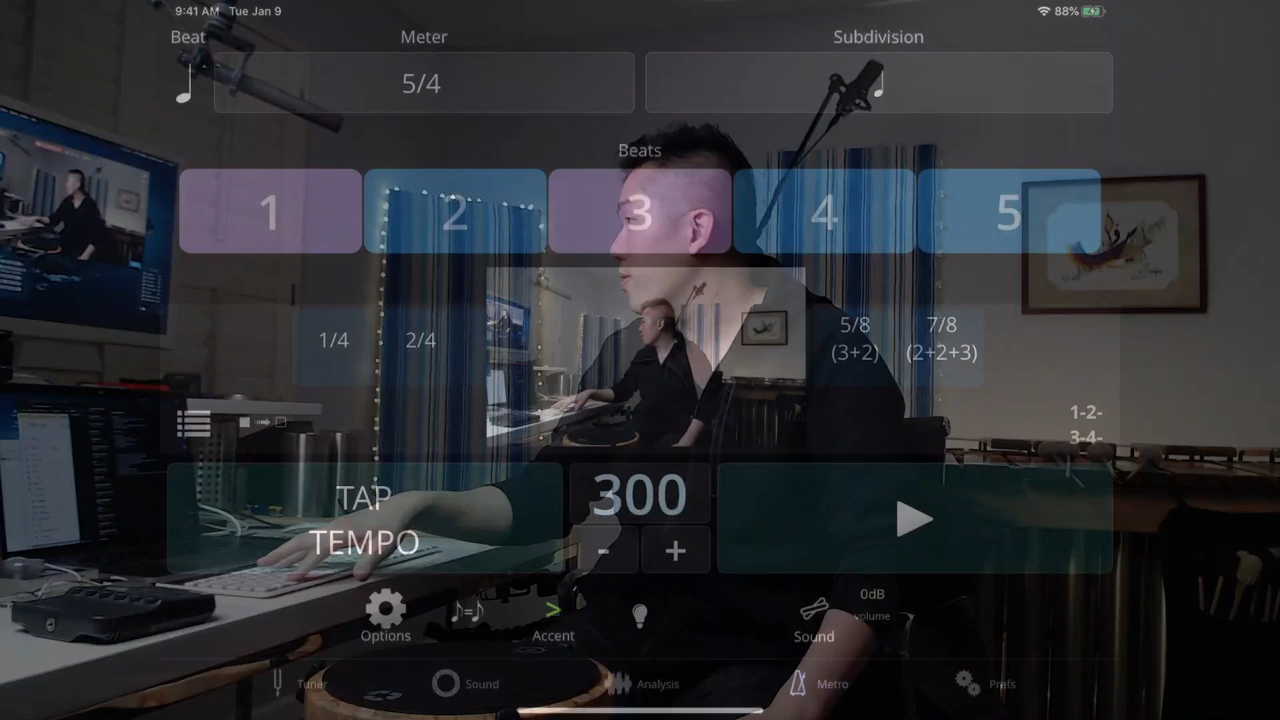 9:41 AM Tue Jan 9
88%
Beat
Meter
Subdivision
5/4
Beats
1
2
3
4
5
1/4
2/4
5/8
(3+2)
7/8
(2+2+3)
1-2-
3-4-
TAP
TEMPO
300
-
+
Options
Accent
0dB
volume
Sound
Tuner
Sound
Analysis
Metro
Prefs